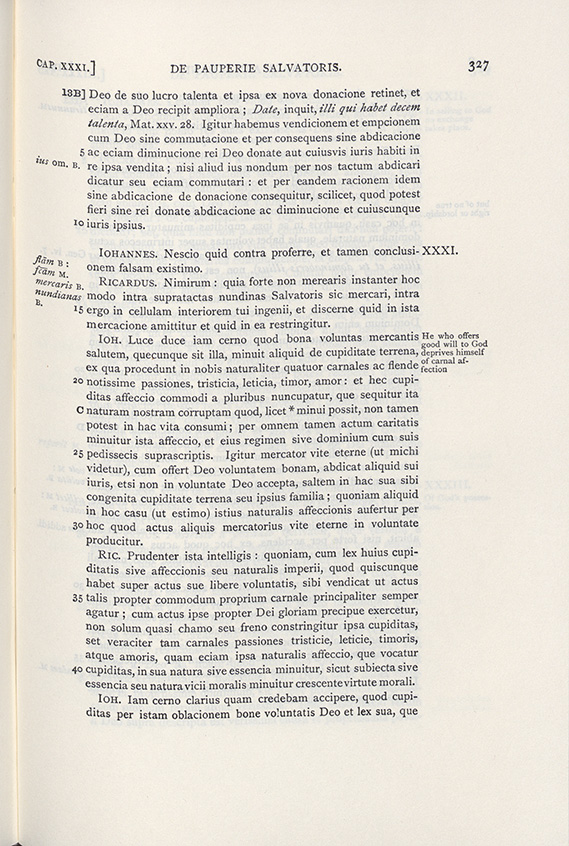 CAP. XXXI.] DE PAUPERIE SALVATORIS. 327
13B] Deo de suo lucro talenta et ipsa ex nova donacione retinet, et
eciam a Deo recipit ampliora ; Date, inquit, illi qui habet decem
talenta, Mat. xxv. 28. Igitur habemus vendicionem et empcionem
cum Deo sine commutacione et per consequens sine abdicacione
5 ac eciam diminucione rei Deo donate aut cuiusvis iuris habiti in
ius om. B. re ipsa vendita ; nisi aliud ius nondum per nos tactum abdicari
dicatur seu eciam commutari : et per eandem racionem idem
sine abdicacione de donacione consequitur, scilicet, quod potest
fieri sine rei donate abdicacione ac diminucione et cuiuscunque
10 iuris ipsius.
IOHANNES. Nescio quid contra proferre, et tamen conclusi- XXXI.
flām B : onem falsam existimo.
fc̄am M.
mercaris B. RICARDUS. Nimirum : quia forte non merearis instanter hoc
nundianas modo intra supratactas nundinas Salvatoris sic mercari, intra
B. 15 ergo in cellulam interiorem tui ingenii, et discerne quid in ista
mercacione amittitur et quid in ea restringitur.
IOH. Luce duce iam cerno quod bona voluntas mercantis He who offers
good will to God
salutem, quecunque sit illa, minuit aliquid de cupiditate terrena, deprives himself
of carnal af-
ex qua procedunt in nobis naturaliter quatuor carnales ac flende fection
20 notissime passiones, tristicia, leticia, timor, amor : et hec cupi-
ditas affeccio commodi a pluribus nuncupatur, que sequitur ita
C naturam nostram corruptam quod, licet * minui possit, non tamen
potest in hac vita consumi ; per omnem tamen actum caritatis
minuitur ista affeccio, et eius regimen sive dominium cum suis
25 pedissecis suprascriptis. Igitur mercator vite eterne (ut michi
videtur), cum offert Deo voluntatem bonam, abdicat aliquid sui
iuris, etsi non in voluntate Deo accepta, saltem in hac sua sibi
congenita cupiditate terrena seu ipsius familia ; quoniam aliquid
in hoc casu (ut estimo) istius naturalis affeccionis aufertur per
30 hoc quod actus aliquis mercatorius vite eterne in voluntate
producitur.
RIC. Prudenter ista intelligis : quoniam, cum lex huius cupi-
ditatis sive affeccionis seu naturalis imperii, quod quiscunque
habet super actus sue libere voluntatis, sibi vendicat ut actus
35 talis propter commodum proprium carnale principaliter semper
agatur ; cum actus ipse propter Dei gloriam precipue exercetur,
non solum quasi chamo seu freno constringitur ipsa cupiditas,
set veraciter tam carnales passiones tristicie, leticie, timoris,
atque amoris, quam eciam ipsa naturalis affeccio, que vocatur
40 cupiditas, in sua natura sive essencia minuitur, sicut subiecta sive
essencia seu natura vicii moralis minuitur crescente virtute morali.
IOH. Iam cerno clarius quam credebam accipere, quod cupi-
ditas per istam oblacionem bone voluntatis Deo et lex sua, que